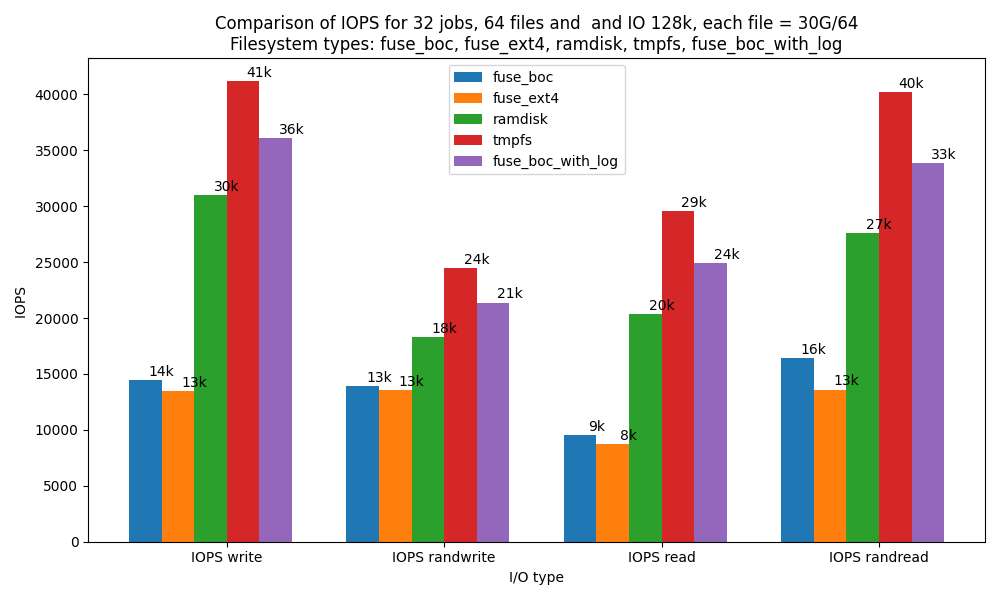 Comparison of IOPS for 32 jobs, 64 files and  and IO 128k, each file = 30G/64
Filesystem types: fuse_boc, fuse_ext4, ramdisk, tmpfs, fuse_boc_with_log
fuse_boc
fuse_ext4
ramdisk
tmpfs
fuse_boc_with_log
IOPS
40000
35000
30000
25000
20000
15000
10000
5000
0
14k
13k
30k
41k
36k
13k
13k
18k
24k
21k
9k
8k
20k
29k
24k
16k
13k
27k
40k
33k
IOPS write
IOPS randwrite
IOPS read
IOPS randread
I/O type